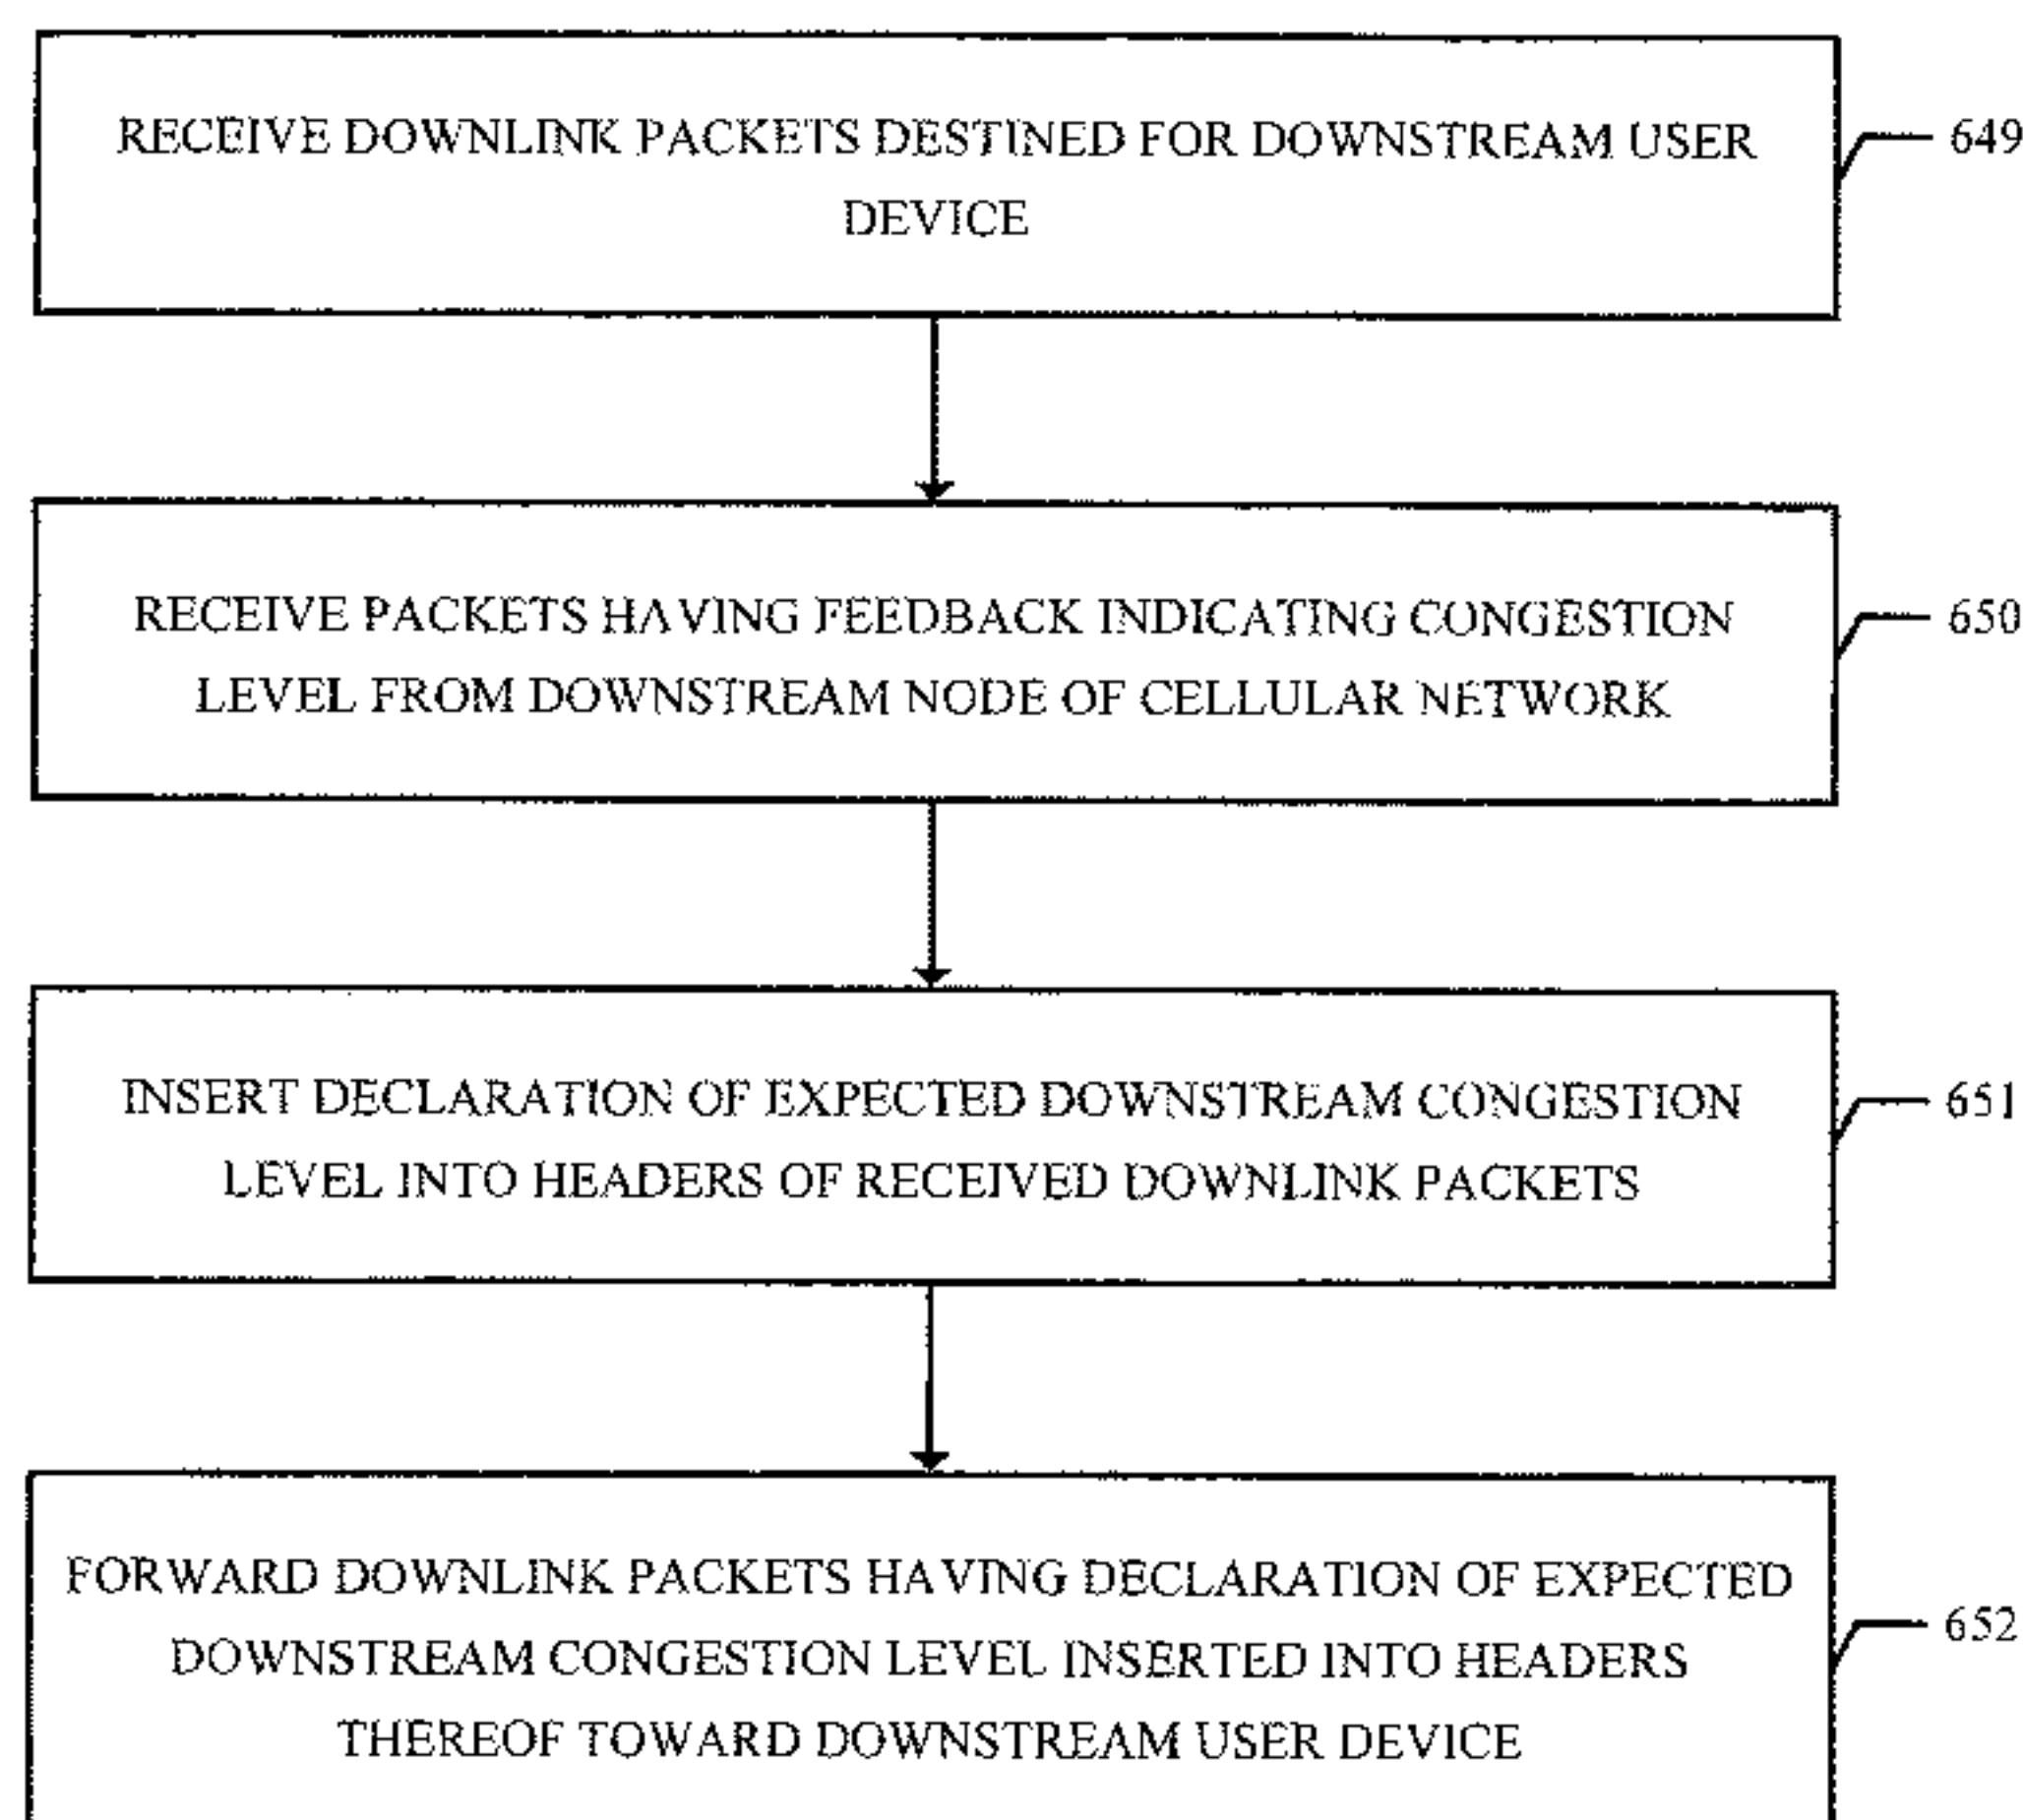 RECEIVE DOWNLINK PACKETS DESTINED FOR DOWNSTREAM USER
DEVICE
649
RECEIVE PACKETS HAVING FEEDBACK INDICATING CONGESTION
LEVEL FROM DOWNSTREAM NODE OF CELLULAR NETWORK
650
INSERT DECLARATION OF EXPECTED DOWNSTREAM CONGESTION
LEVEL INTO HEADERS OF RECEIVED DOWNLINK PACKETS
651
FORWARD DOWNLINK PACKETS HAVING DECLARATION OF EXPECTED
DOWNSTREAM CONGESTION LEVEL INSERTED INTO HEADERS
THEREOF TOWARD DOWNSTREAM USER DEVICE
652